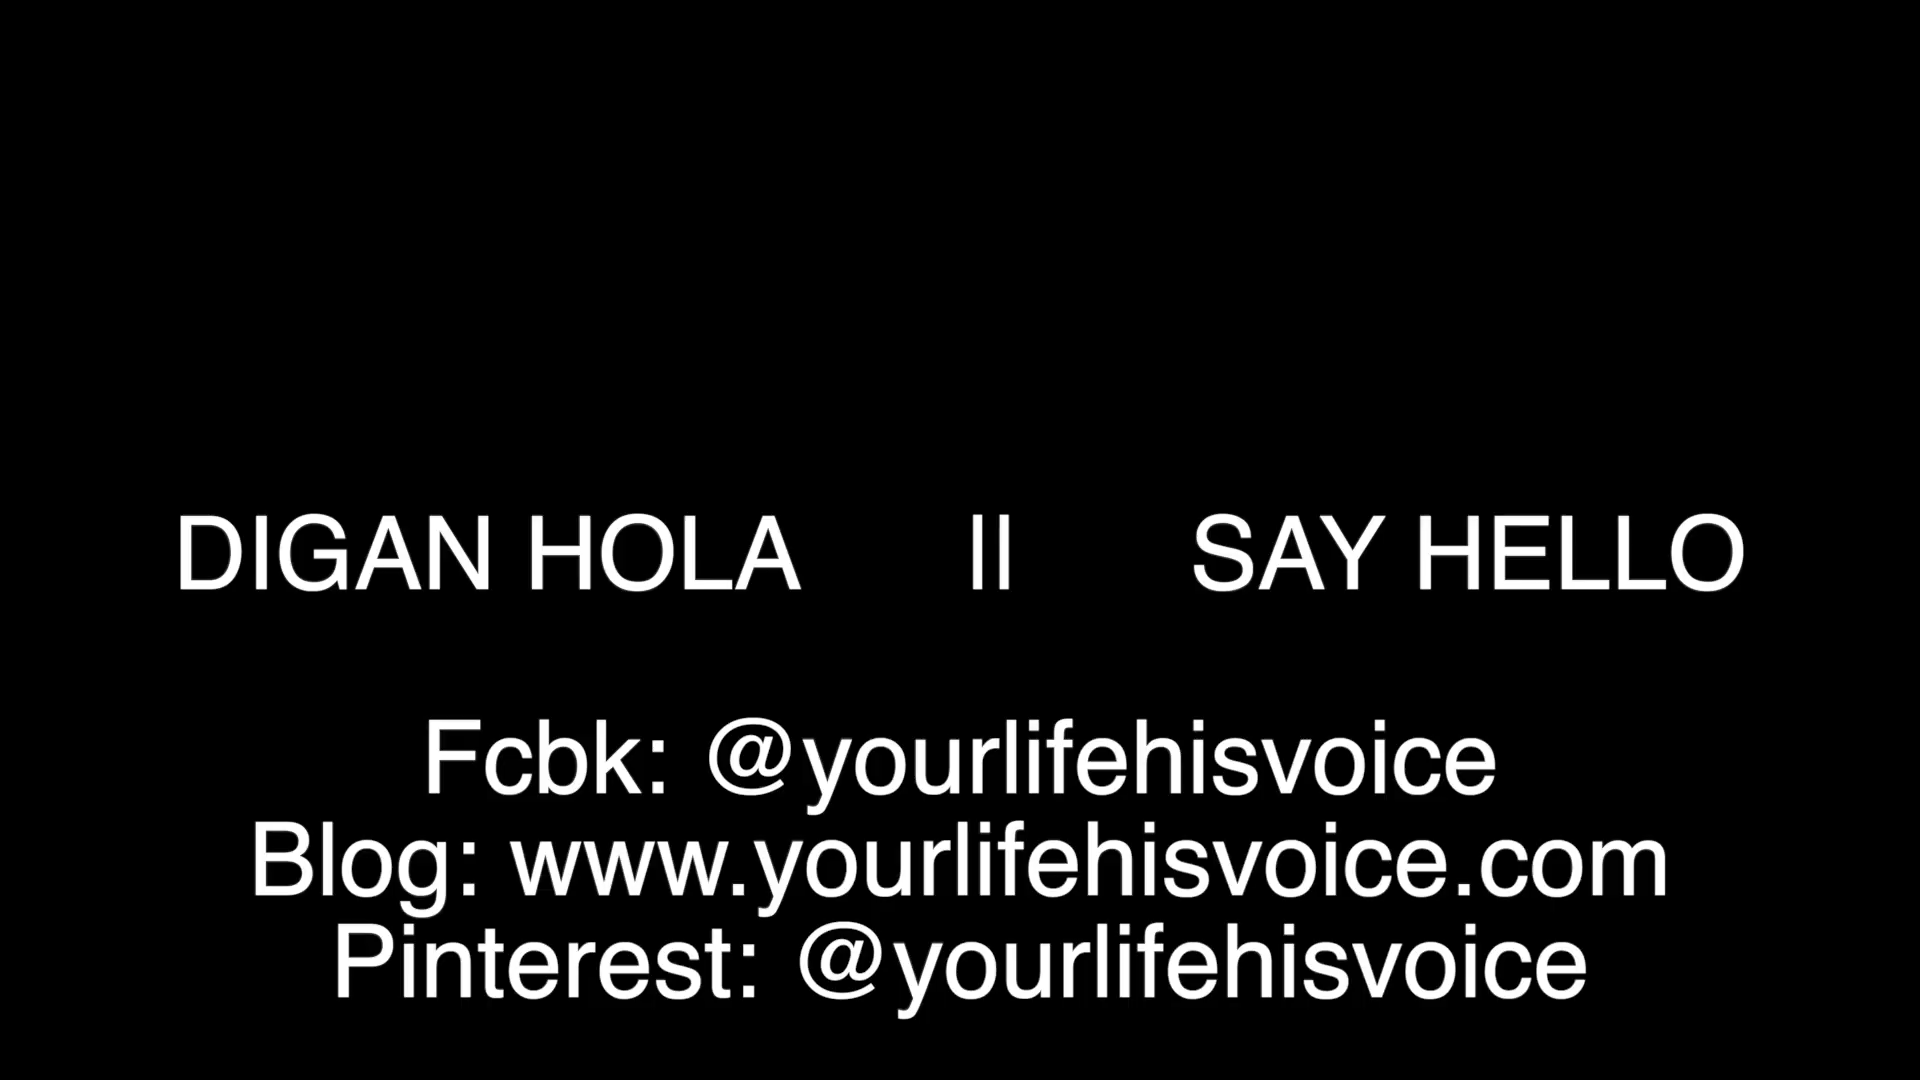 DIGAN HOLA II SAY HELLO
Fcbk: @yourlifehisvoice
Blog: www.yourlifehisvoice.com
Pinterest: @yourlifehisvoice